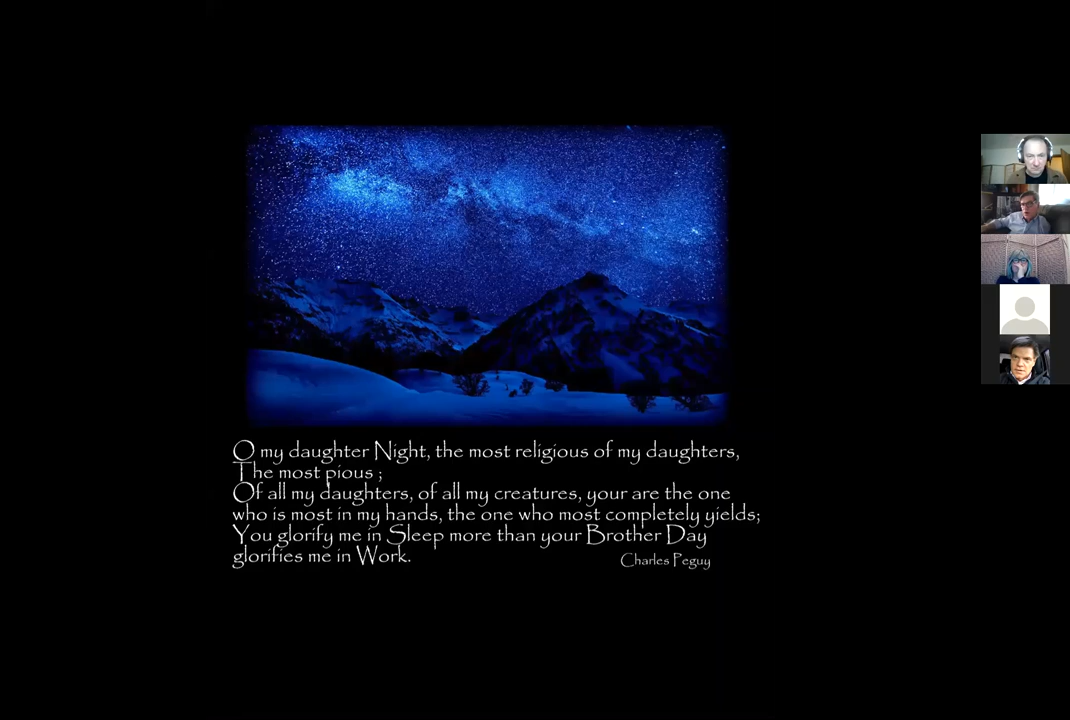 O my daughter Night, the most religious of my daughters,
The most pious ;
Of all my daughters, of all my creatures, your are the one
who is most in my hands, the one who most completely yields;
You glorify me in Sleep more than your Brother Day
glorifies me in Work.
Charles Peguy